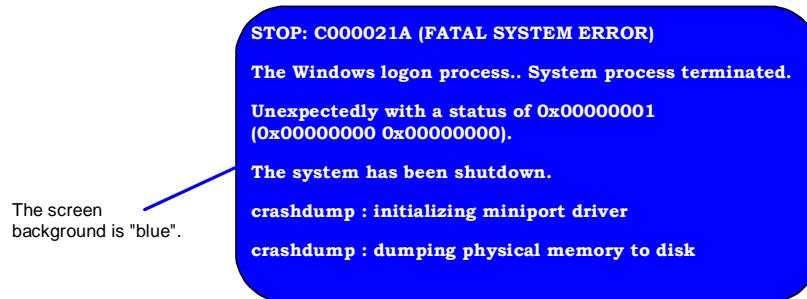 STOP: C000021A (FATAL SYSTEM ERROR)
The Windows logon process.. System process terminated.
Unexpectedly with a status of 0x00000001
(0x00000000 0x00000000).
The system has been shutdown.
crashdump : initializing miniport driver
crashdump : dumping physical memory to disk
The screen
background is "blue".